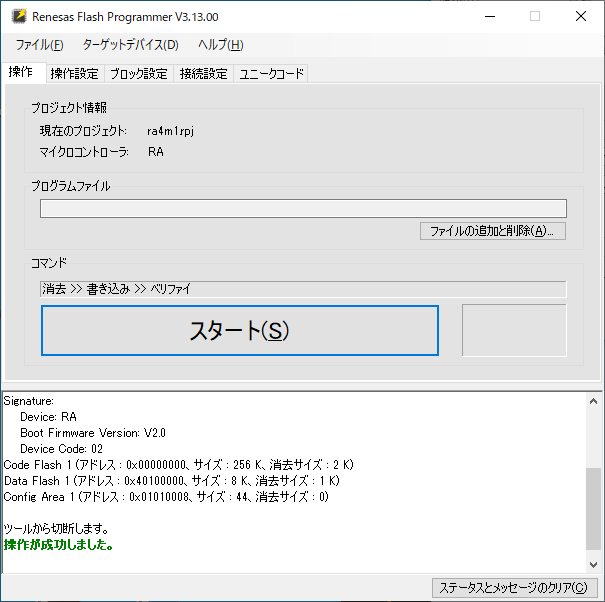 Renesas Flash Programmer V3.13.00
ファイル(F) ターゲットデバイス(D) ヘルプ(H)
操作 操作設定 ブロック設定 接続設定 ユニークコード
プロジェクト情報
現在のプロジェクト: ra4m1.rpj
マイクロコントローラ: RA
プログラムファイル
ファイルの追加と削除(A)...
コマンド
消去 >> 書き込み >> ベリファイ
スタート(S)
Signature:
Device: RA
Boot Firmware Version: V2.0
Device Code: 02
Code Flash 1 (アドレス : 0x00000000、サイズ : 256 K、消去サイズ : 2 K)
Data Flash 1 (アドレス : 0x40100000、サイズ : 8 K、消去サイズ : 1 K)
Config Area 1 (アドレス : 0x01010008、サイズ : 44、消去サイズ : 0)
ツールから切断します。
操作が成功しました。
ステータスとメッセージのクリア(C)